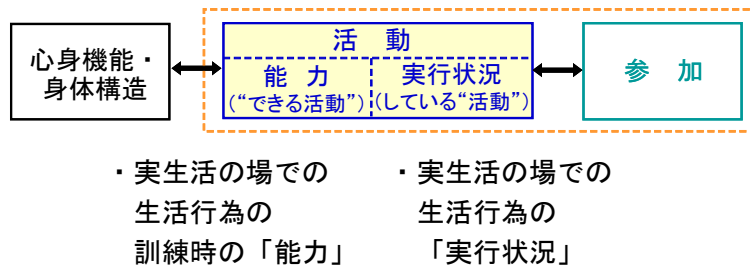 心身機能・
身体構造
活 動
能 力
(“できる活動”)
実行状況
(している“活動”)
参 加
・実生活の場での
生活行為の
訓練時の「能力」
・実生活の場での
生活行為の
「実行状況」